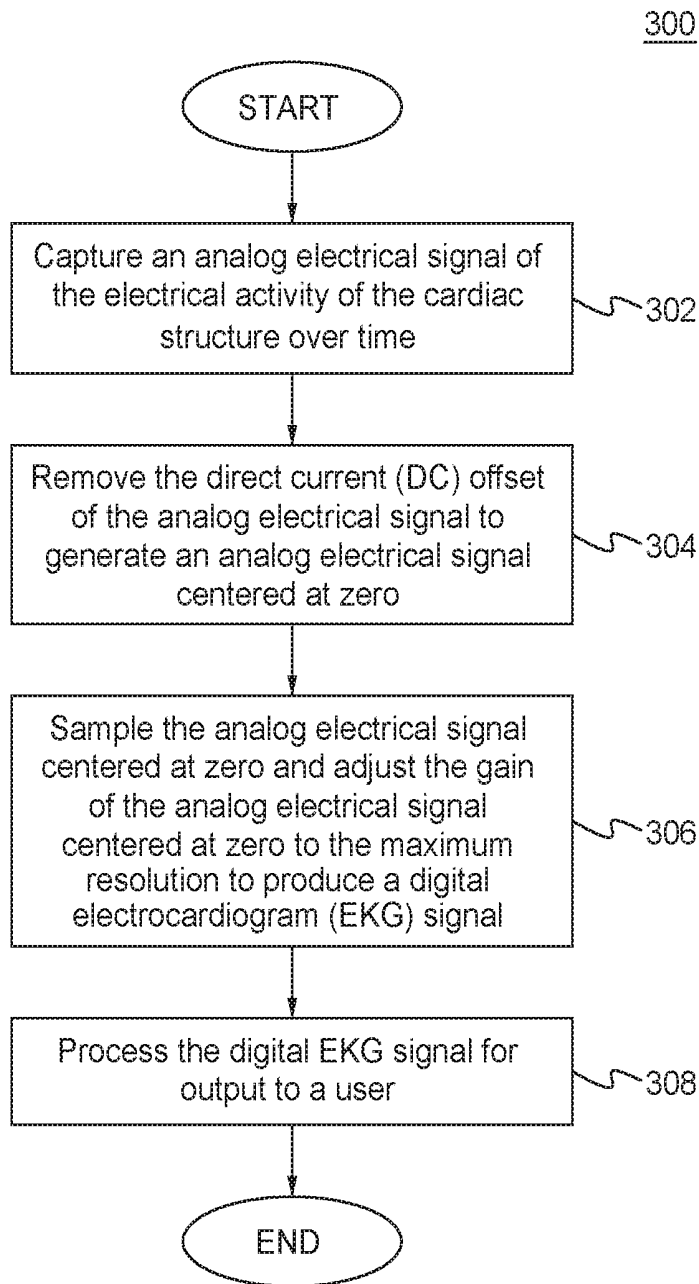 300
START
Capture an analog electrical signal of
the electrical activity of the cardiac
structure over time
302
Remove the direct current (DC) offset
of the analog electrical signal to
generate an analog electrical signal
centered at zero
304
Sample the analog electrical signal
centered at zero and adjust the gain
of the analog electrical signal
centered at zero to the maximum
resolution to produce a digital
electrocardiogram (EKG) signal
306
Process the digital EKG signal for
output to a user
308
END